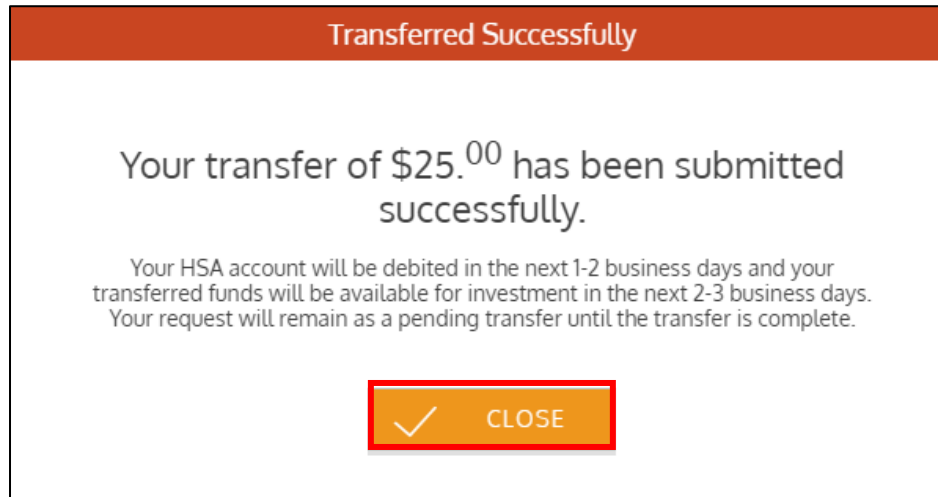 Transferred Successfully
Your transfer of $25.00 has been submitted
successfully.
Your HSA account will be debited in the next 1-2 business days and your
transferred funds will be available for investment in the next 2-3 business days.
Your request will remain as a pending transfer until the transfer is complete.
CLOSE